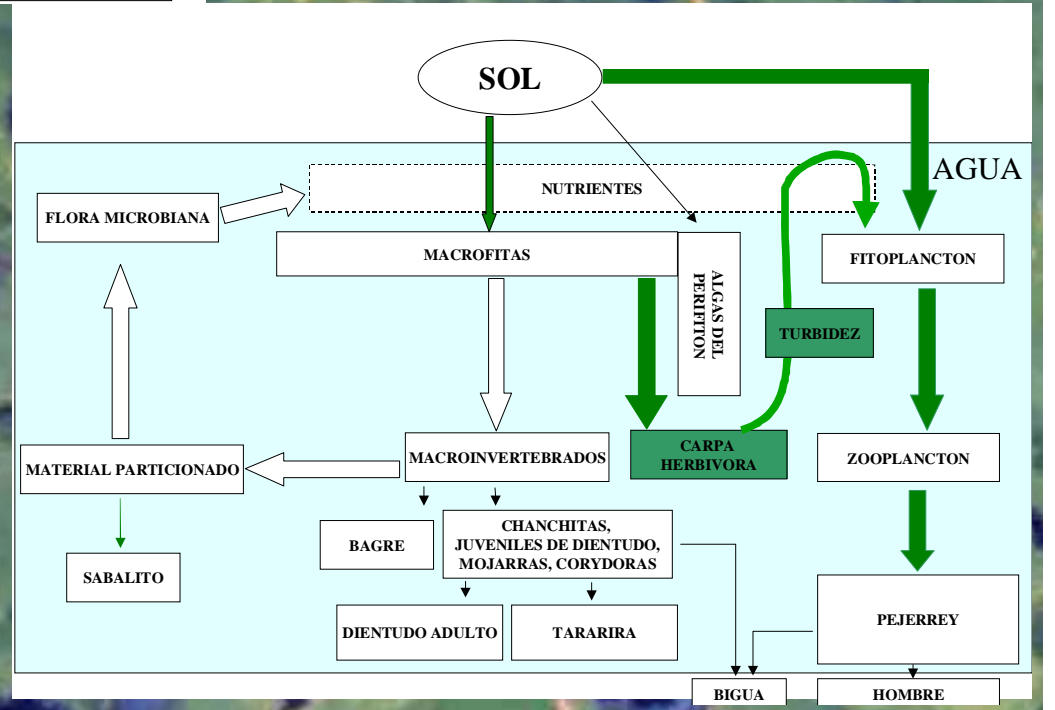 SOL
AGUA
NUTRIENTES
FLORA MICROBIANA
MACROFITAS
ALGAS DEL
PERIFITON
FITOPLANCTON
TURBIDEZ
CARPA
HERBIVORA
MACROINVERTEBRADOS
MATERIAL PARTICIONADO
ZOOPLANCTON
BAGRE
CHANCHITAS,
JUVENILES DE DIENTUDO,
MOJARRAS, CORYDORAS
SABALITO
DIENTUDO ADULTO
TARARIRA
PEJERREY
BIGUA
HOMBRE